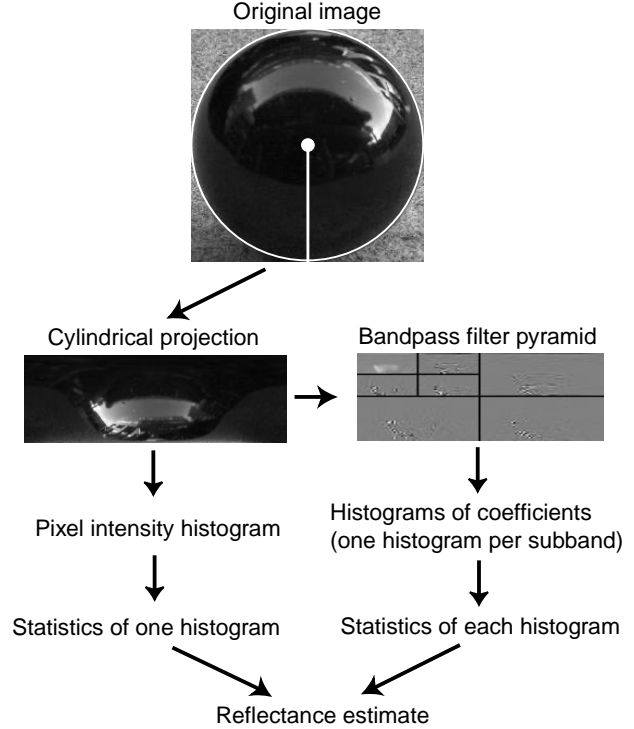 Original image
Cylindrical projection
Bandpass filter pyramid
Pixel intensity histogram
Histograms of coefficients
(one histogram per subband)
Statistics of one histogram
Statistics of each histogram
Reflectance estimate